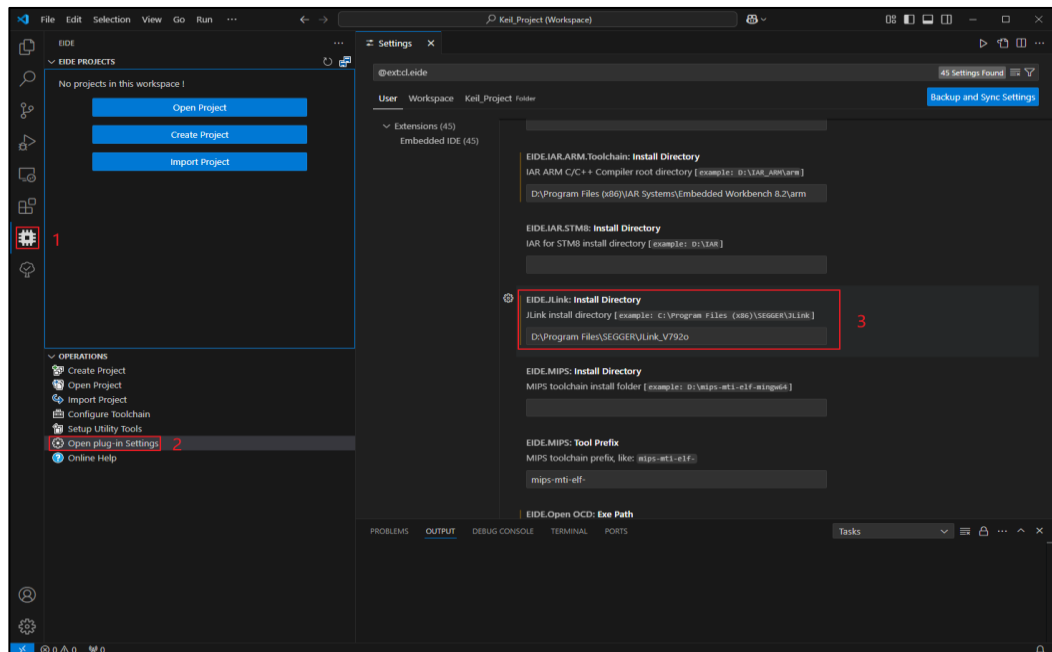 File Edit Selection View Go Run ···
Keil_Project (Workspace)
EIDE
EIDE PROJECTS
No projects in this workspace !
Open Project
Create Project
Import Project
1
OPERATIONS
Create Project
Open Project
Import Project
Configure Toolchain
Setup Utility Tools
Open plug-in Settings 2
Online Help
Settings
@ext:cl.eide
45 Settings Found
User Workspace Keil_Project Folder
Backup and Sync Settings
Extensions (45)
Embedded IDE (45)
EIDE.IAR.ARM.Toolchain: Install Directory
IAR ARM C/C++ Compiler root directory [example: D:\IAR_ARM\arm]
D:\Program Files (x86)\IAR Systems\Embedded Workbench 8.2\arm
EIDE.IAR.STM8: Install Directory
IAR for STM8 install directory [example: D:\IAR]
EIDE.JLink: Install Directory
JLink install directory [example: C:\Program Files (x86)\SEGGER\JLink]
D:\Program Files\SEGGER\JLink_V792o
3
EIDE.MIPS: Install Directory
MIPS toolchain install folder [example: D:\mips-mti-elf-mingw64]
EIDE.MIPS: Tool Prefix
MIPS toolchain prefix, like: mips-mti-elf-
mips-mti-elf-
EIDE.Open OCD: Exe Path
PROBLEMS OUTPUT DEBUG CONSOLE TERMINAL PORTS
Tasks
0 0 0